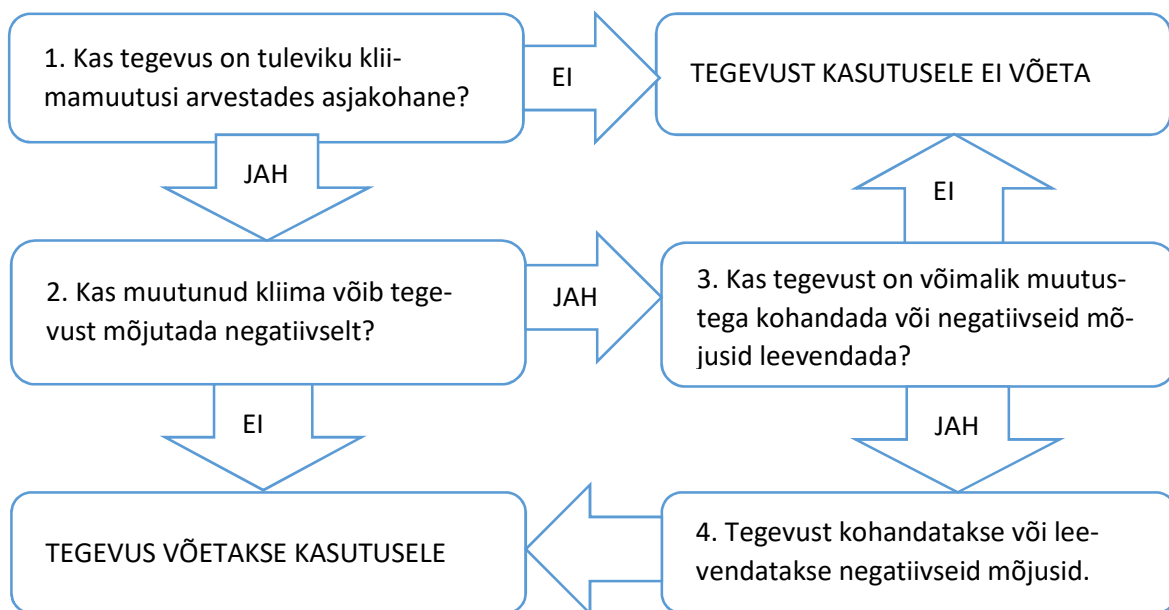 1. Kas tegevus on tuleviku klii-
mamuutusi arvestades asjakohane?
EI
TEGEVUST KASUTUSELE EI VÕETA
JAH
EI
2. Kas muutunud kliima võib tege-
vust mõjutada negatiivselt?
JAH
3. Kas tegevust on võimalik muutus-
tega kohandada või negatiivseid mõ-
jusid leevendada?
EI
JAH
TEGEVUS VÕETAKSE KASUTUSELE
4. Tegevust kohandatakse või lee-
vendatakse negatiivseid mõjusid.